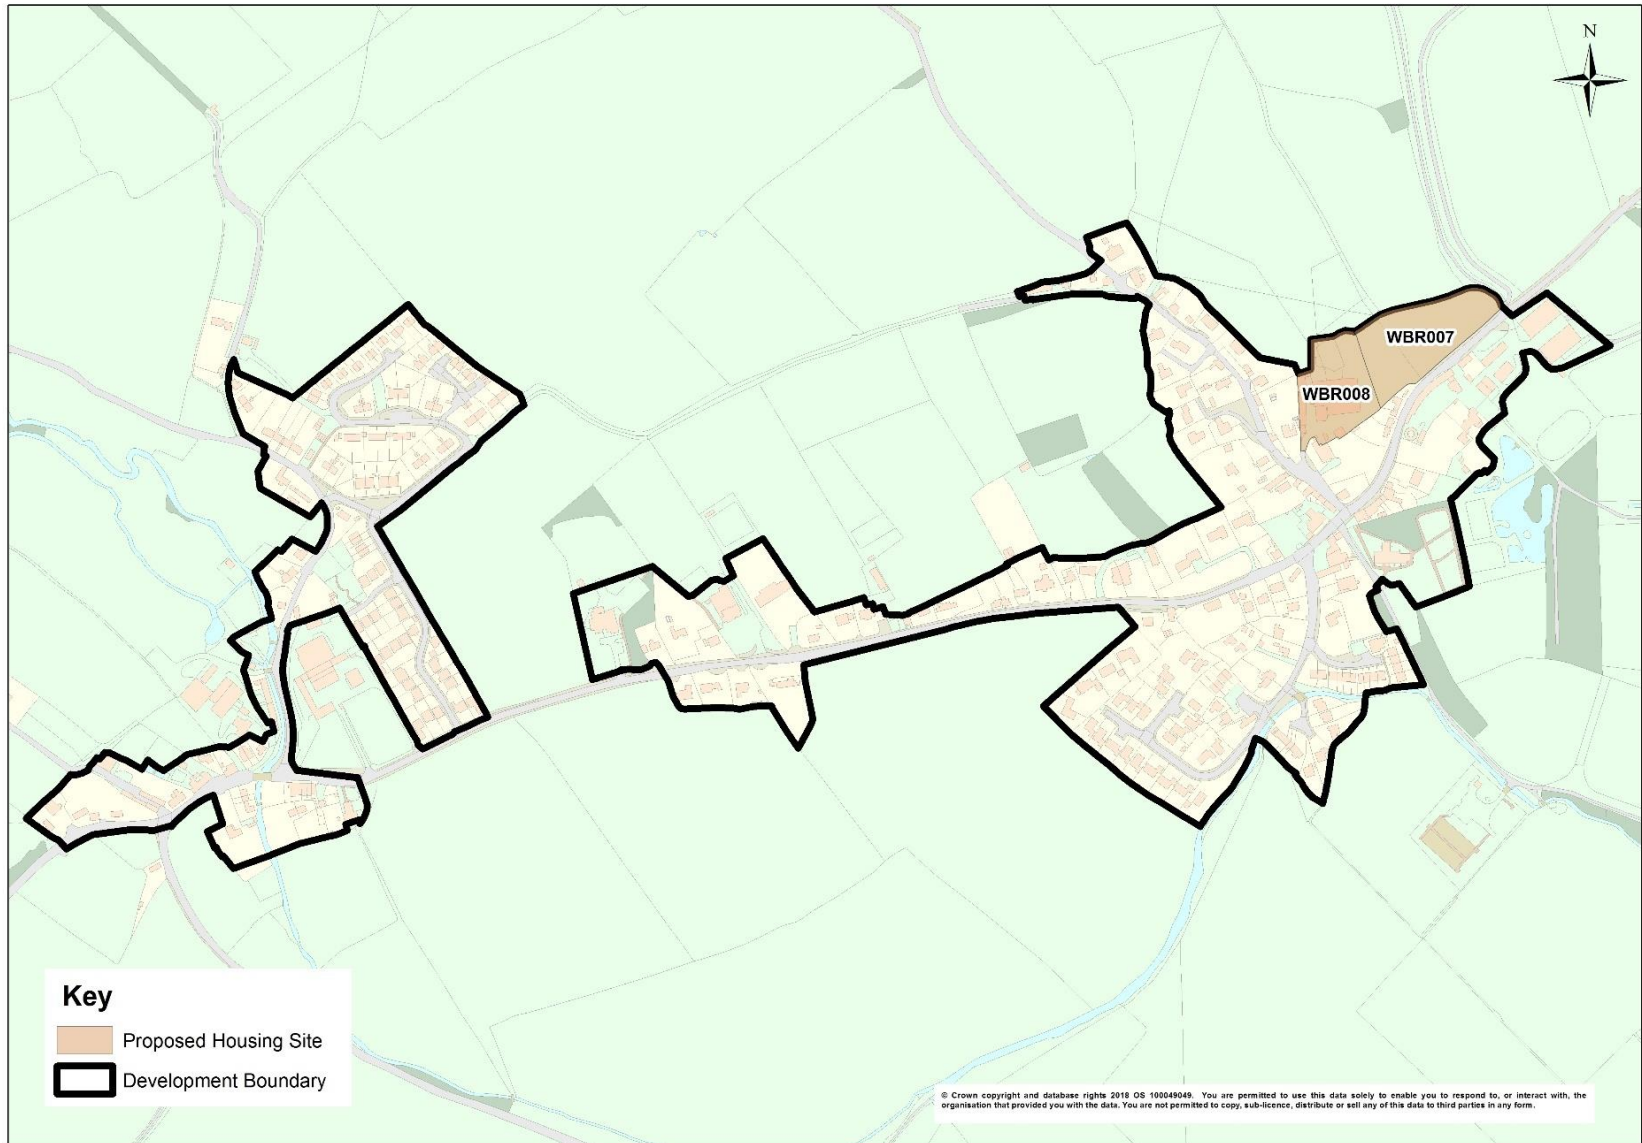 N
WBR007
WBR008
Key
Proposed Housing Site
Development Boundary
© Crown copyright and database rights 2018 OS 100049049. You are permitted to use this data solely to enable you to respond to, or interact with, the
organisation that provided you with the data. You are not permitted to copy, sub-licence, distribute or sell any of this data to third parties in any form.